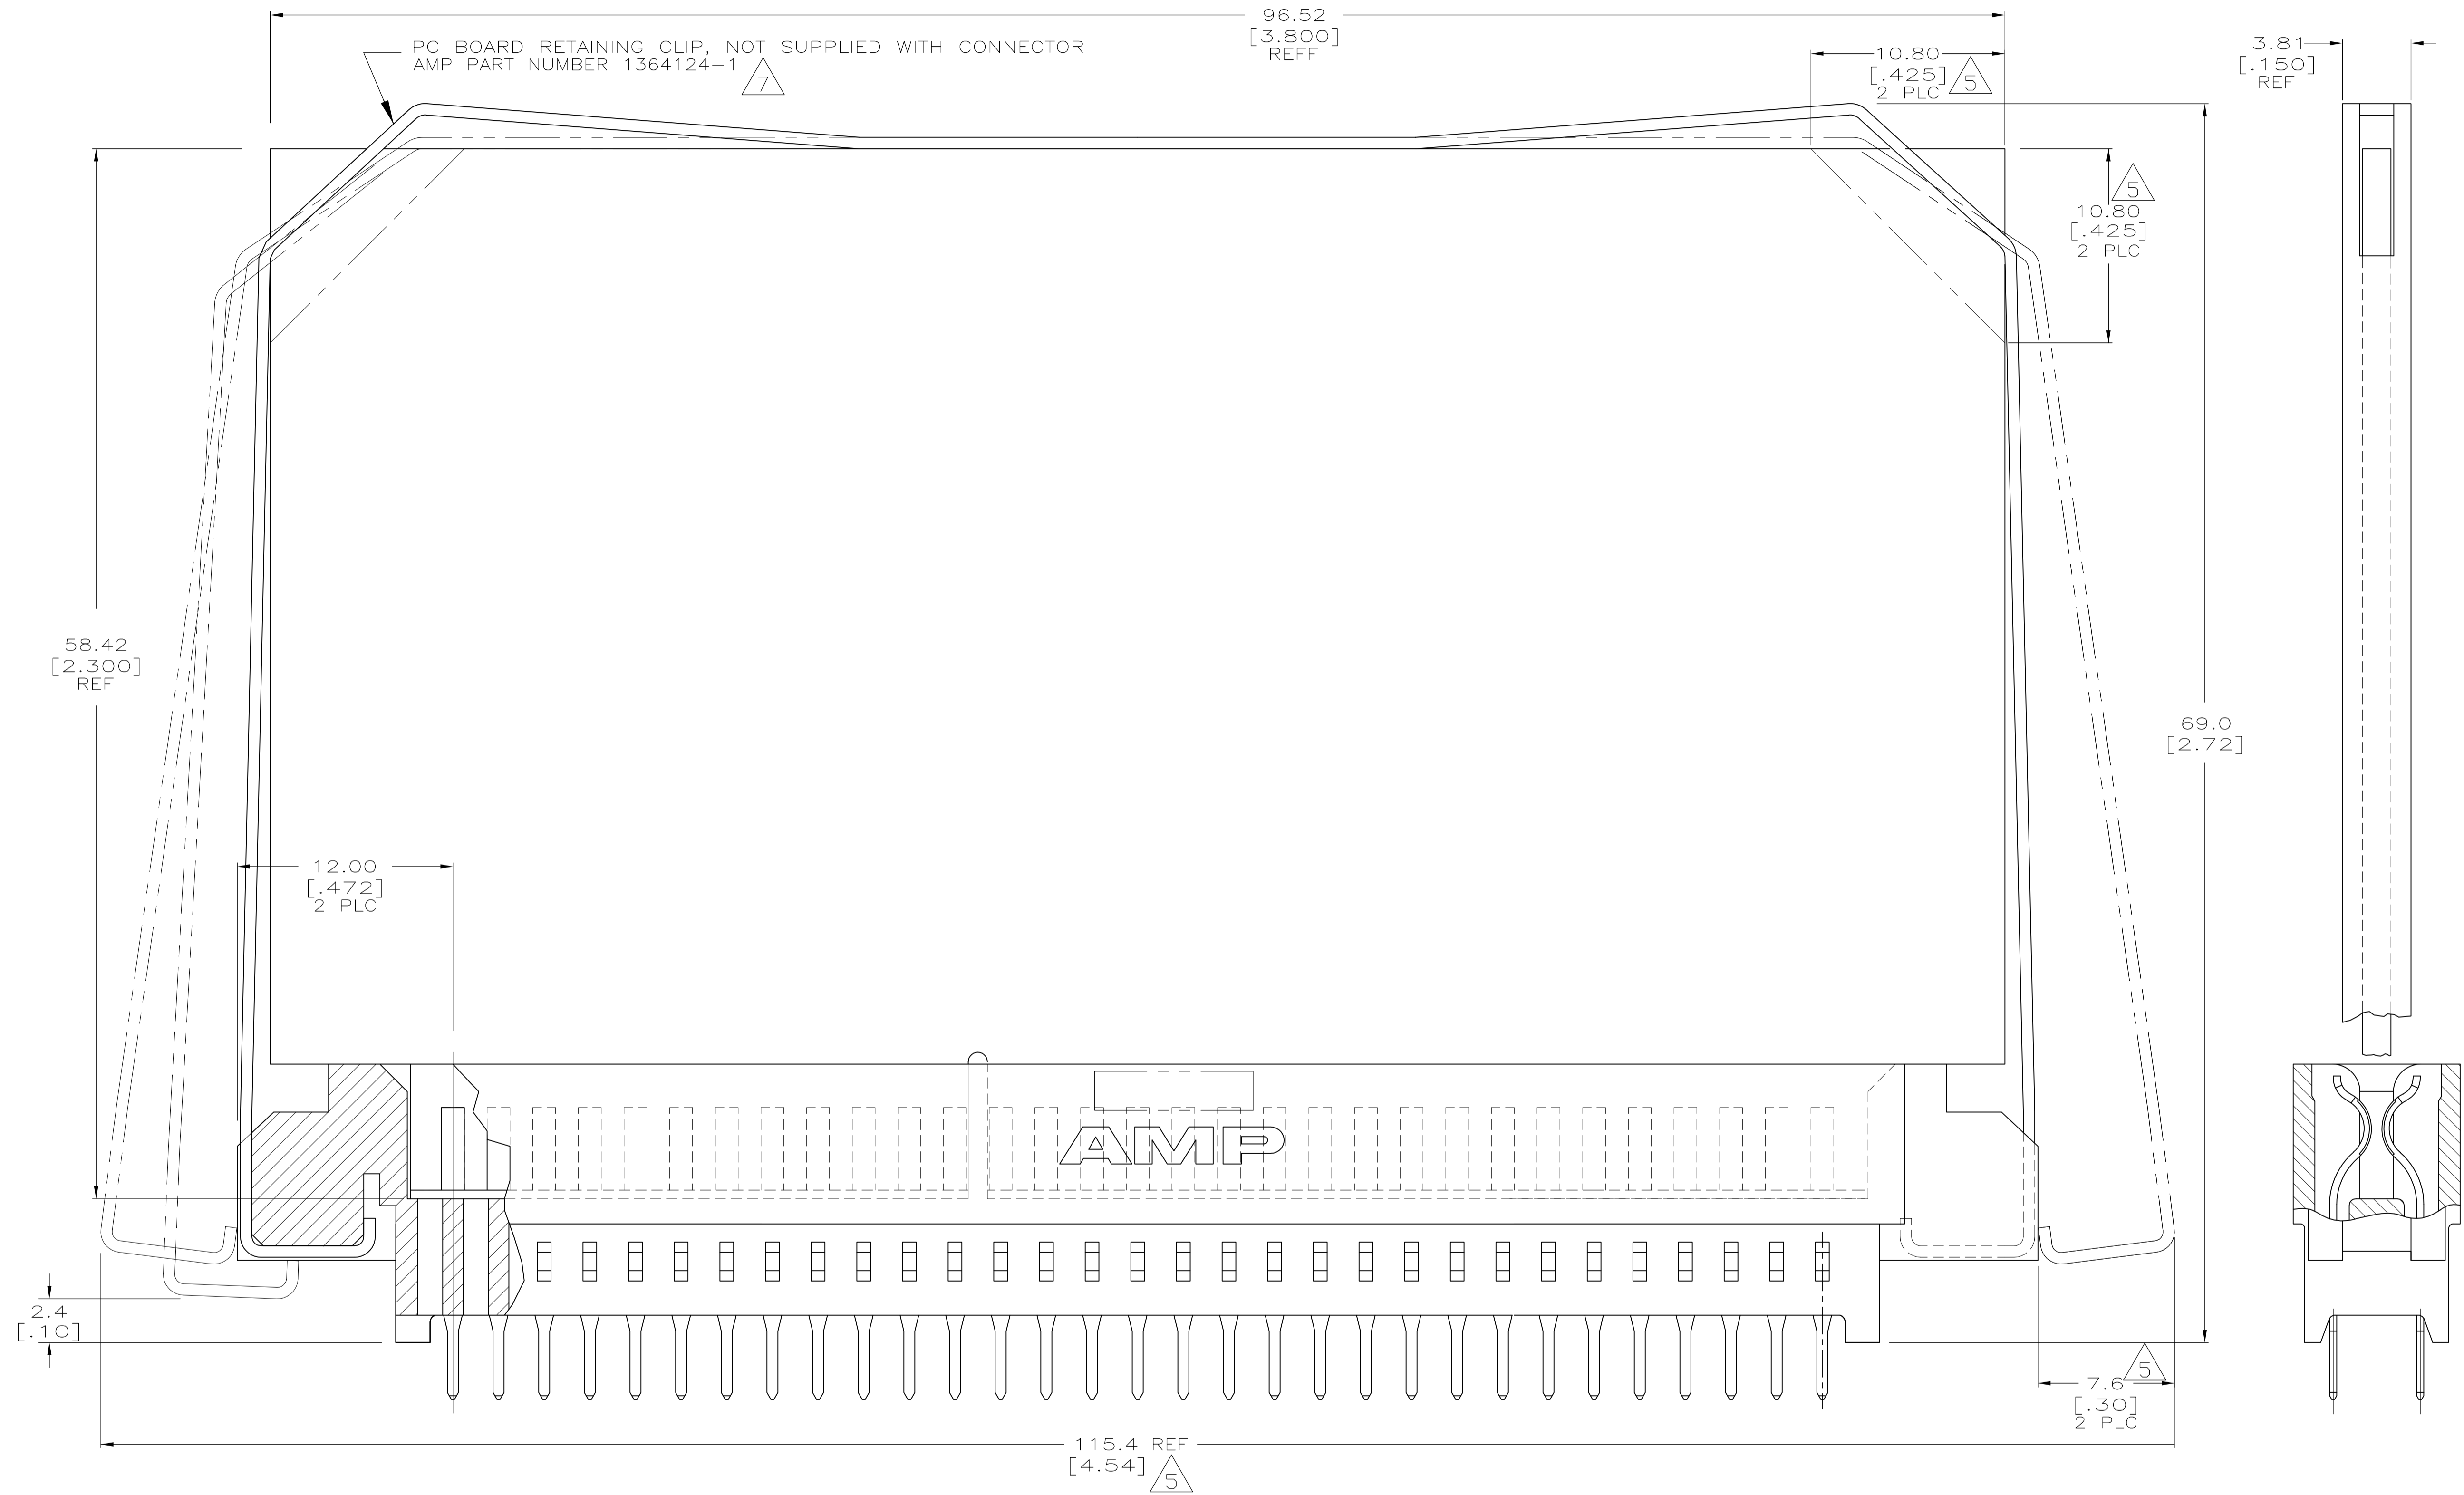 96.52
[3.800]
REFF
PC BOARD RETAINING CLIP, NOT SUPPLIED WITH CONNECTOR
AMP PART NUMBER 1364124-1
7
10.80
[.425]
2 PLC
5
3.81
[.150]
REF
5
10.80
[.425]
2 PLC
58.42
[2.300]
REF
69.0
[2.72]
12.00
[.472]
2 PLC
AMP
2.4
[.10]
5
7.6
[.30]
2 PLC
115.4 REF
[4.54]
5